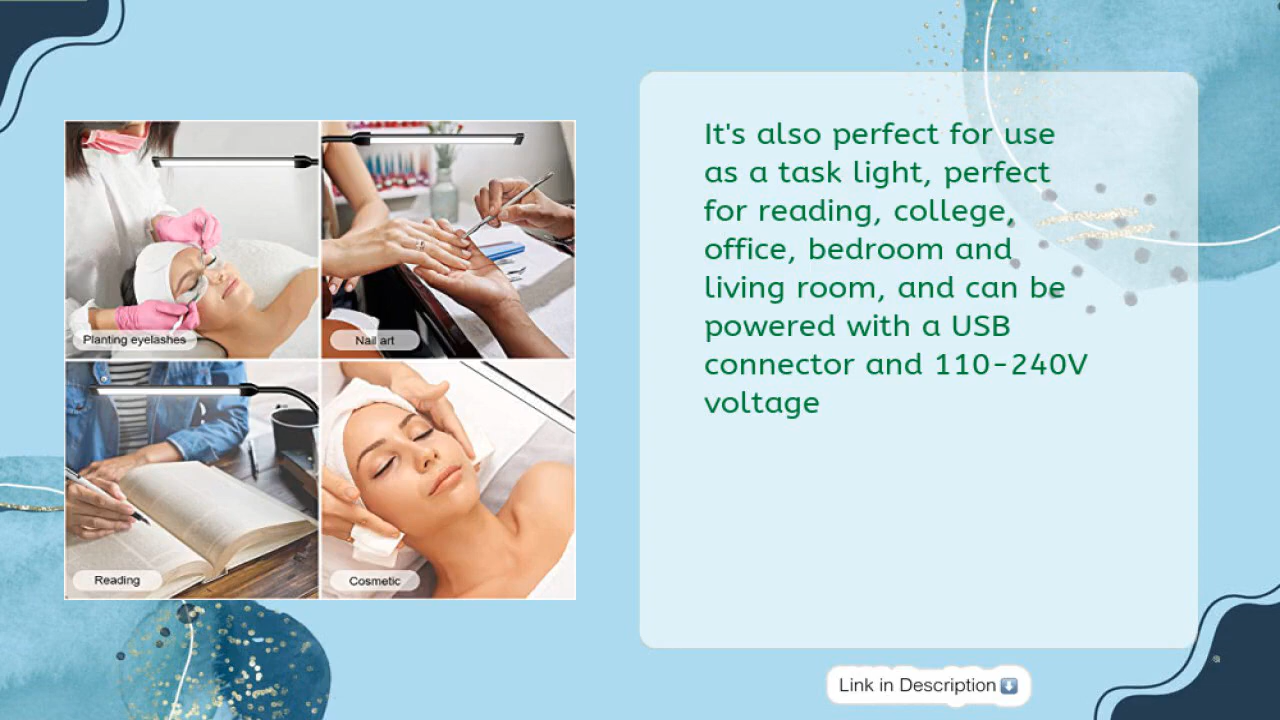 Planting eyelashes
Nail art
Reading
Cosmetic
It's also perfect for use
as a task light, perfect
for reading, college,
office, bedroom and
living room, and can be
powered with a USB
connector and 110-240V
voltage
Link in Description⬇️